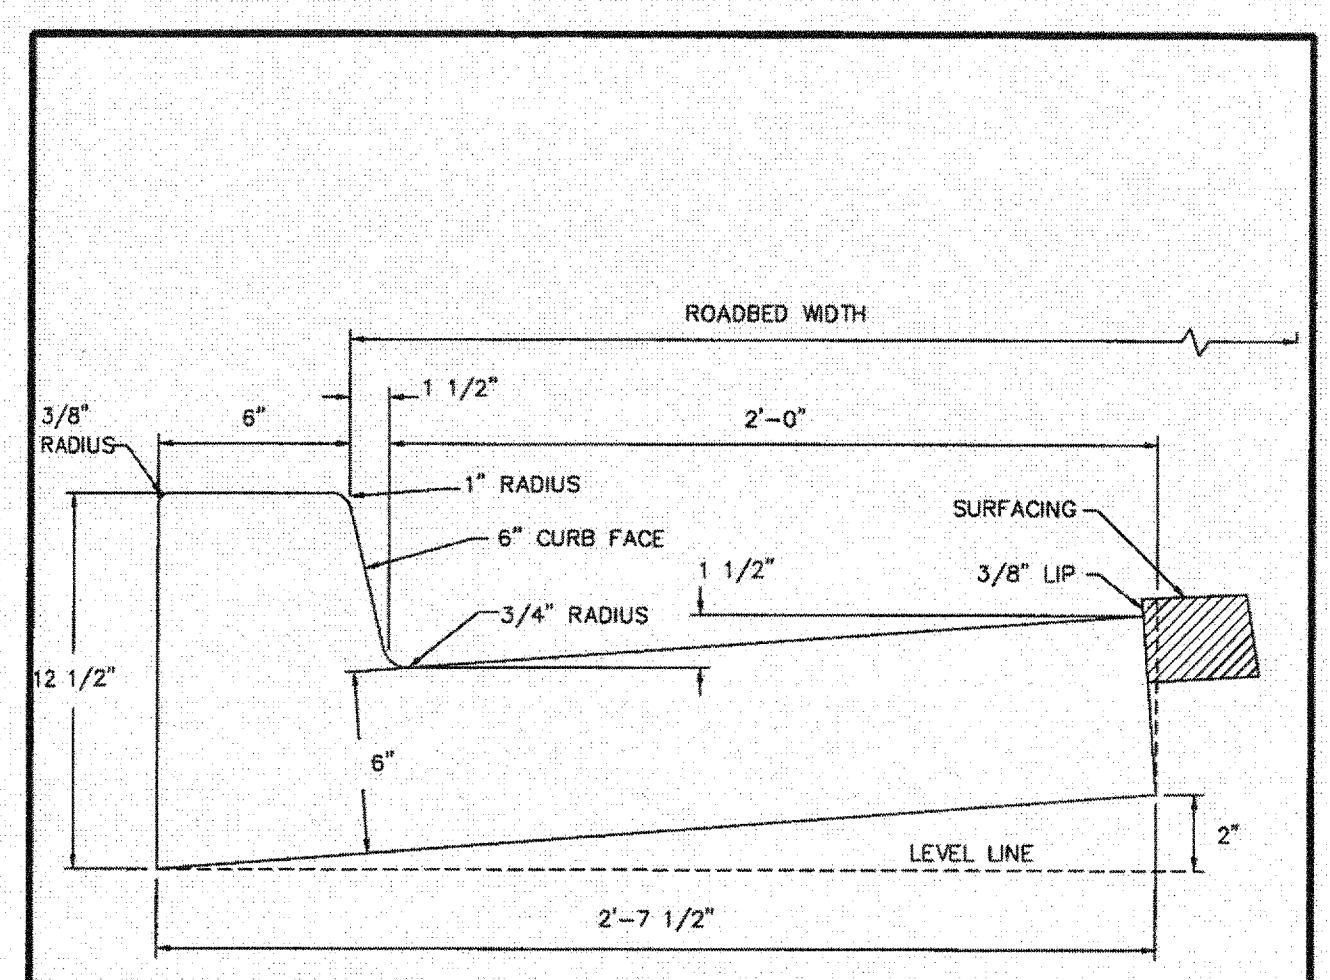 ROADBED WIDTH
1 1/2"
3/8"
RADIUS
6"
2'-0"
1" RADIUS
SURFACING
6" CURB FACE
1 1/2"
3/8" LIP
3/4" RADIUS
12 1/2"
6"
2"
LEVEL LINE
2'-7 1/2"